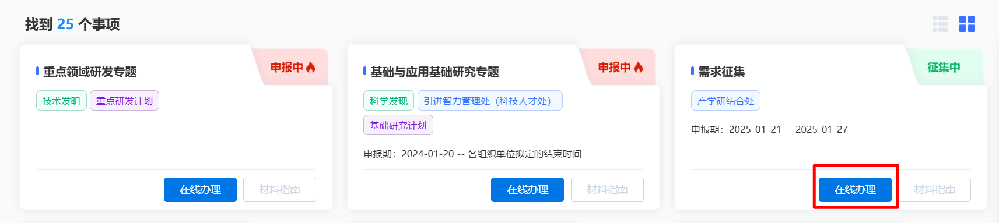 找到 25 个事项
重点领域研发专题
申报中
技术发明 重点研发计划
在线办理 材料指南
基础与应用基础研究专题
申报中
科学发现 引进智力管理处（科技人才处）
基础研究计划
申报期：2024-01-20 -- 各组织单位拟定的结束时间
在线办理 材料指南
需求征集
征集中
产学研结合处
申报期：2025-01-21 -- 2025-01-27
在线办理 材料指南